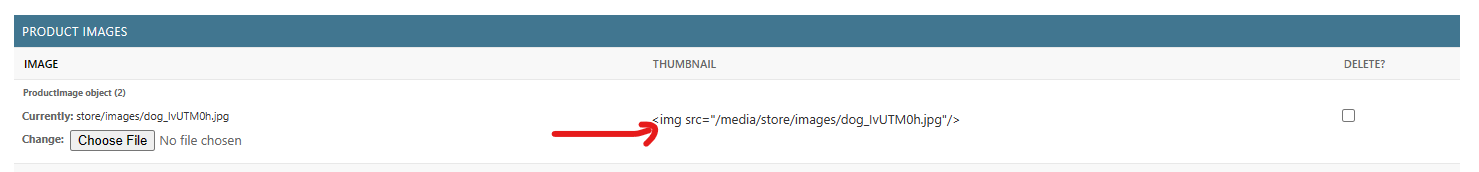 PRODUCT IMAGES
IMAGE THUMBNAIL DELETE?
ProductImage object (2)
Currently: store/images/dog_IvUTM0h.jpg
<img src="/media/store/images/dog_IvUTM0h.jpg"/>
Change: Choose File No file chosen